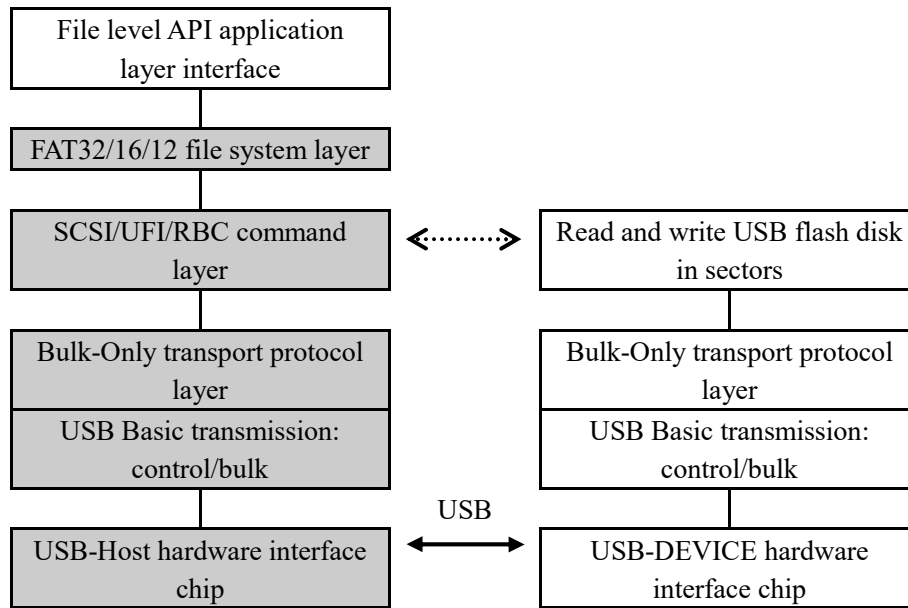 File level API application
layer interface
FAT32/16/12 file system layer
SCSI/UFI/RBC command
layer
Read and write USB flash disk
in sectors
Bulk-Only transport protocol
layer
USB Basic transmission:
control/bulk
Bulk-Only transport protocol
layer
USB Basic transmission:
control/bulk
USB
USB-Host hardware interface
chip
USB-DEVICE hardware
interface chip